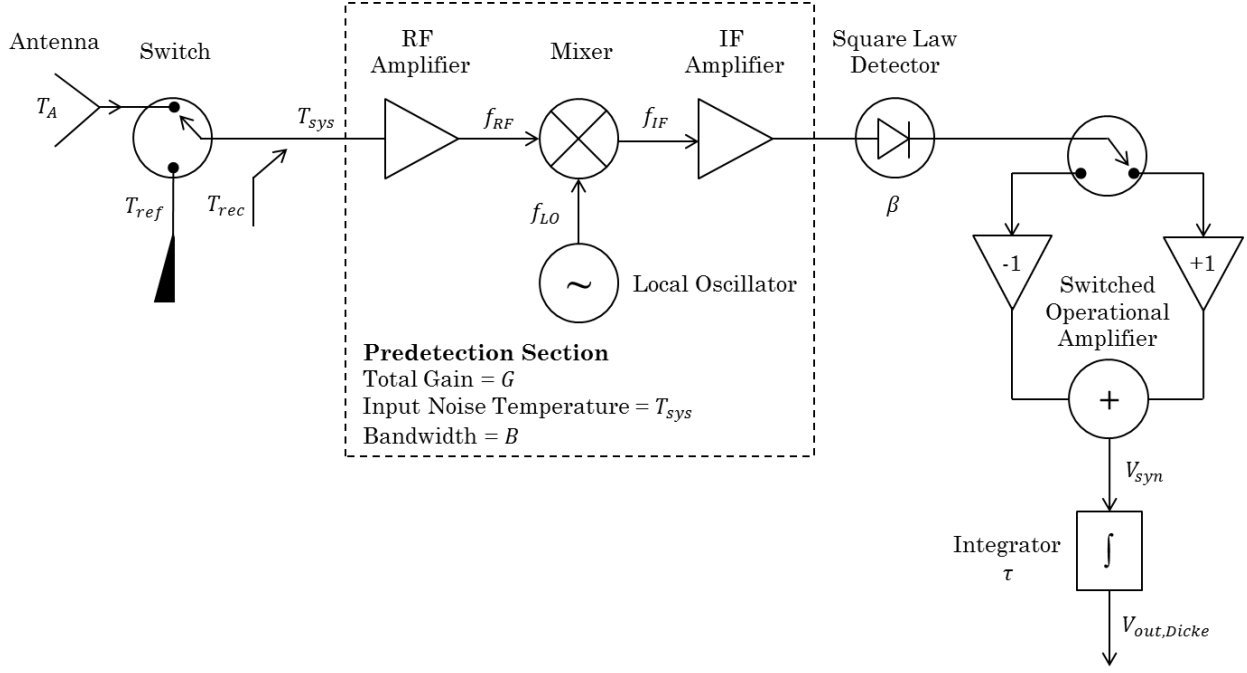 Antenna
Switch
RF
Amplifier
Mixer
IF
Amplifier
Square Law
Detector
T_A
T_sys
f_RF
f_IF
T_ref
T_rec
f_LO
β
-1
+1
~
Local Oscillator
Switched
Operational
Amplifier
Predetection Section
Total Gain = G
Input Noise Temperature = T_sys
Bandwidth = B
+
V_syn
Integrator
τ
∫
V_out,Dicke